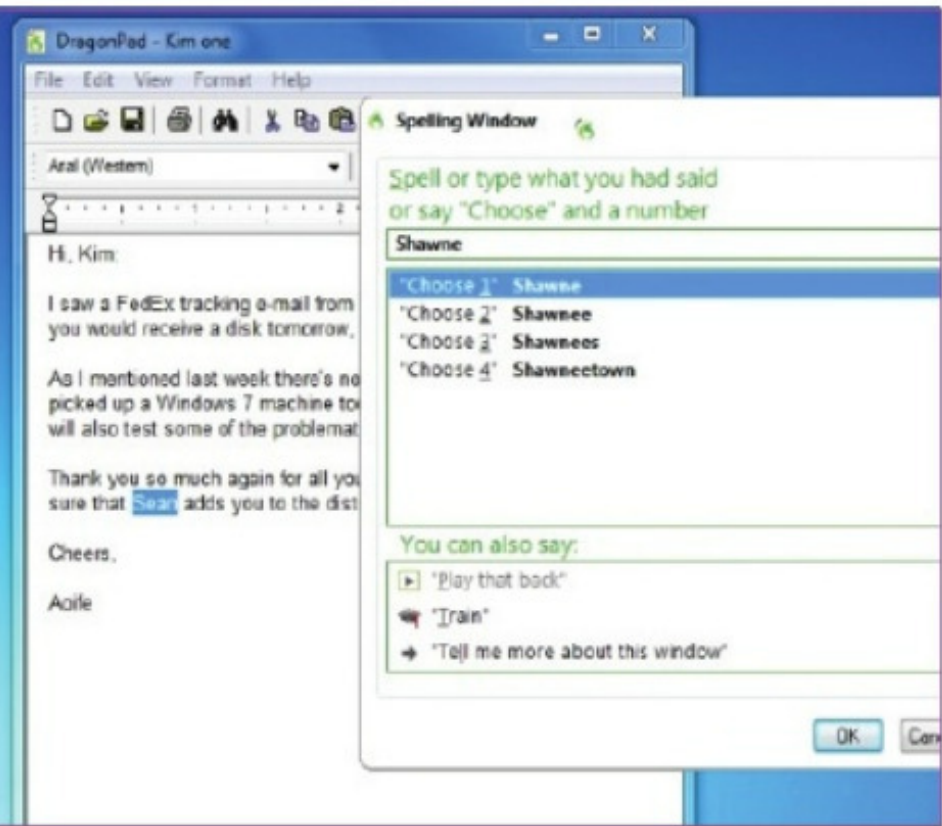 DragonPad - Kim one
File Edit View Format Help
Arial (Western)
2
Hi, Kim:
I saw a FedEx tracking e-mail from
you would receive a disk tomorrow,
As I mentioned last week there's no
picked up a Windows 7 machine
will also test some of the
Thank you so much again for all
sure that Sean adds you to the
Cheers,
Aoife
Spelling Window
Spell or type what you had said
or say "Choose" and a number
Shawne
"Choose 1" Shawne
"Choose 2" Shawnee
"Choose 3" Shawnees
"Choose 4" Shawneetown
You can also say:
"Play that back"
"Train"
"Tell me more about this window"
OK